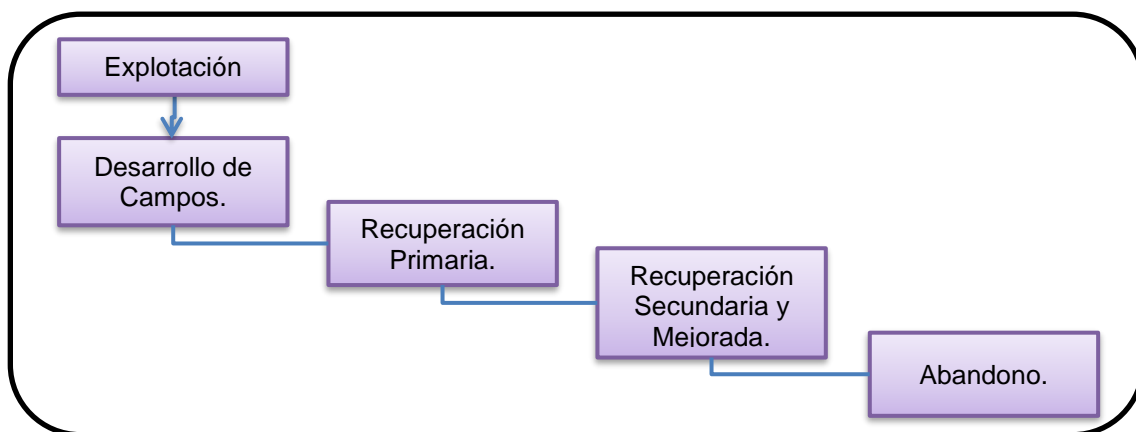 Explotación
Desarrollo de
Campos.
Recuperación
Primaria.
Recuperación
Secundaria y
Mejorada.
Abandono.